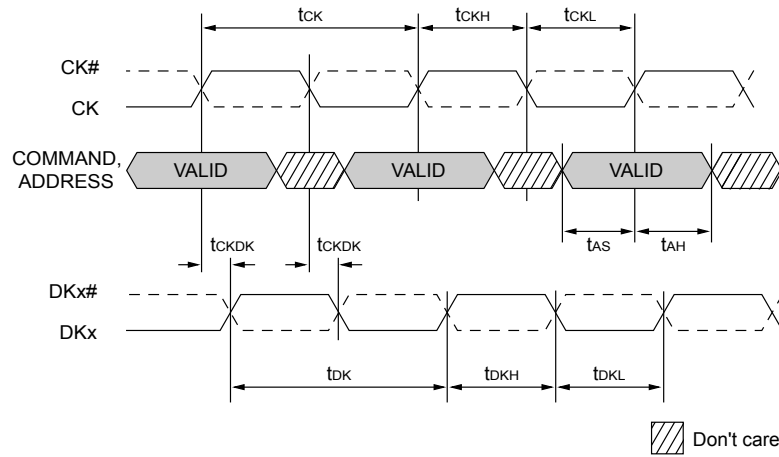 tCK tCKH tCKL
CK#
CK
COMMAND,
ADDRESS
VALID VALID VALID
tCKDK tCKDK tAS tAH
DKx#
DKx
tDK tDKH tDKL
Don't care